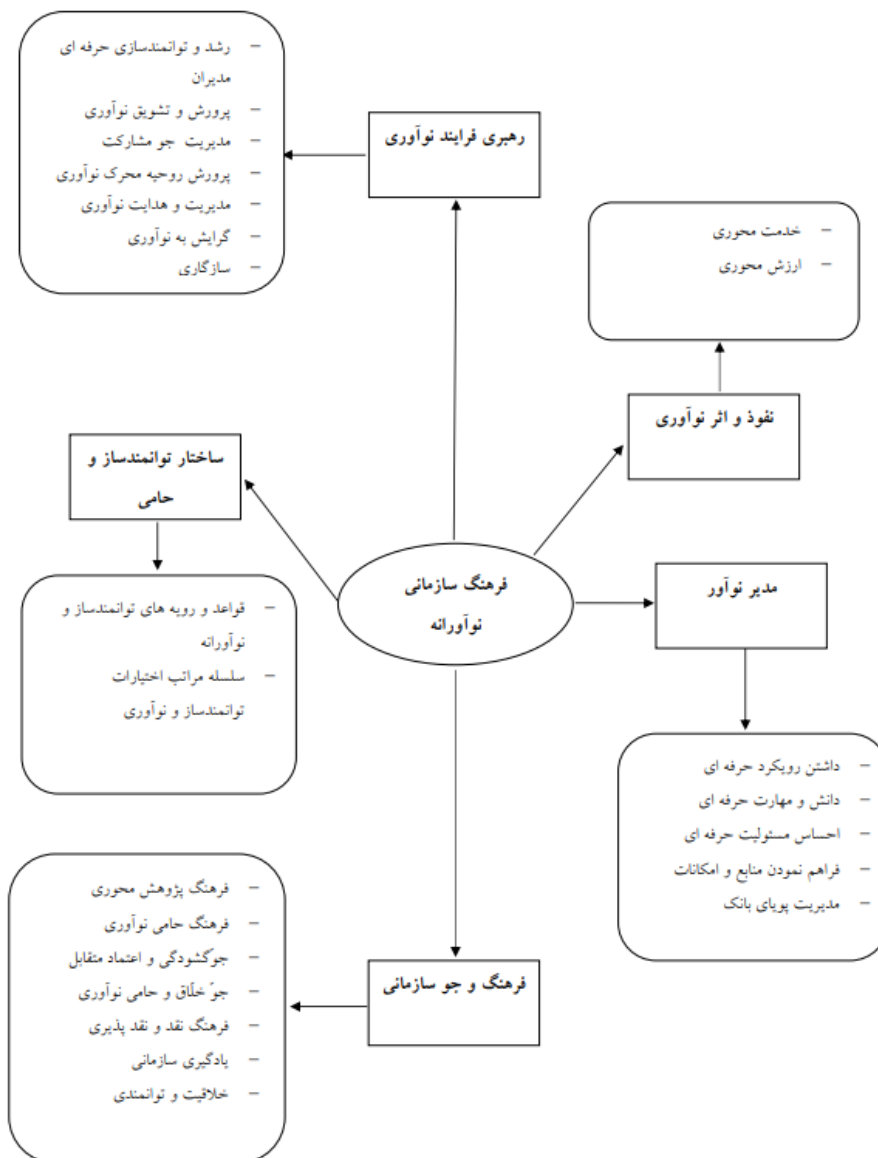 رهبری فرایند نوآوری
– رشد و توانمندسازی حرفه ای
مدیران
– پرورش و تشویق نوآوری
– مدیریت جو مشارکت
– پرورش روحیه محرک نوآوری
– مدیریت و هدایت نوآوری
– گرایش به نوآوری
– سازگاری
– خدمت محوری
– ارزش محوری
نفوذ و اثر نوآوری
ساختار توانمندساز و
حامی
فرهنگ سازمانی
نوآورانه
مدیر نوآور
– قواعد و رویه های توانمندساز و
نوآورانه
– سلسله مراتب اختیارات
توانمندساز و نوآوری
– داشتن رویکرد حرفه ای
– دانش و مهارت حرفه ای
– احساس مسئولیت حرفه ای
– فراهم نمودن منابع و امکانات
– مدیریت پویای بانک
فرهنگ و جو سازمانی
– فرهنگ پژوهش محوری
– فرهنگ حامی نوآوری
– جوّگشودگی و اعتماد متقابل
– جوّ خلّاق و حامی نوآوری
– فرهنگ نقد و نقد پذیری
– یادگیری سازمانی
– خلاقیت و توانمندی